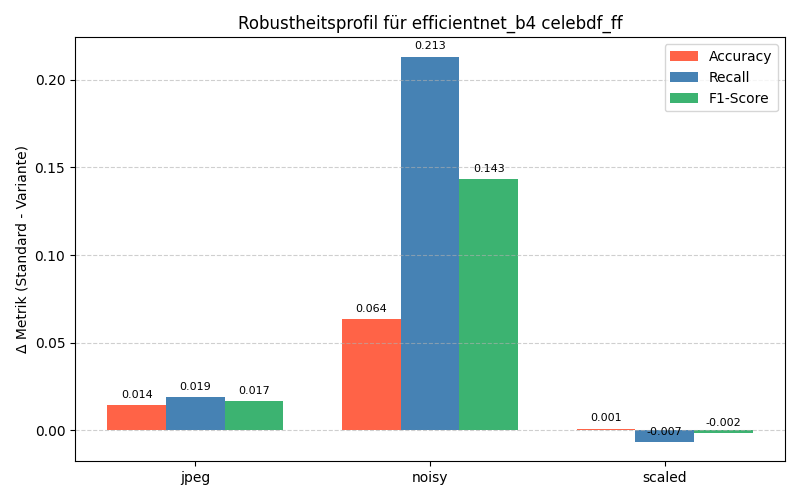 Robustheitsprofil für efficientnet_b4 celebdf_ff
Accuracy
Recall
F1-Score
Δ Metrik (Standard - Variante)
0.20
0.15
0.10
0.05
0.00
0.014
0.019
0.017
0.064
0.213
0.143
0.001
-0.007
-0.002
jpeg
noisy
scaled